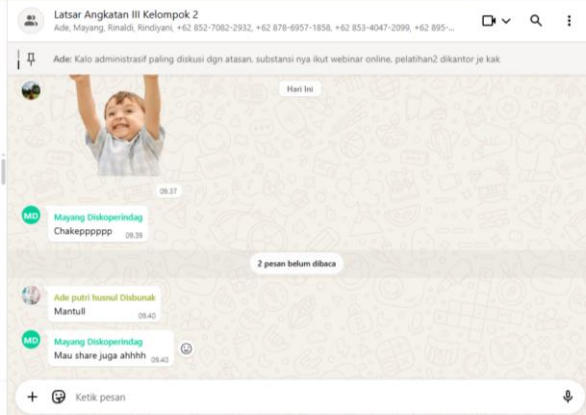 Latsar Angkatan III Kelompok 2
Ade, Mayang, Rinaldi, Rindiyani, +62 852-7082-2932, +62 878-6957-1858, +62 853-4047-2099, +62 895-...
Ade: Kalo administrasif paling diskusi dgn atasan, substansi nya ikut webinar online, pelatihan2 dikantor je kak
Hari Ini
09.37
MD
Mayang Diskoperindag
Chakepppppp
09.39
2 pesan belum dibaca
Ade putri husnul Disbunak
Mantull
09.40
MD
Mayang Diskoperindag
Mau share juga ahhhh
09.40
Ketik pesan